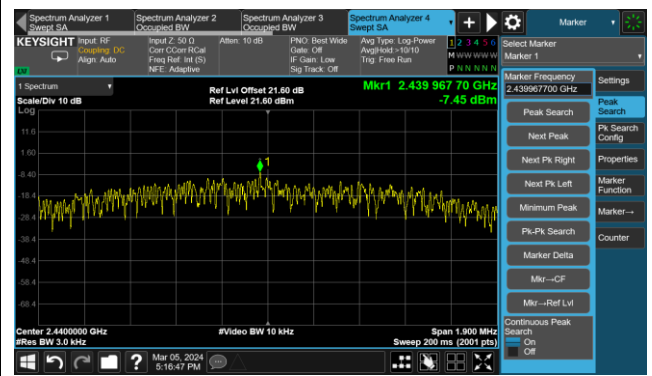 Spectrum Analyzer 1
Swept SA
Spectrum Analyzer 2
Occupied BW
Spectrum Analyzer 3
Occupied BW
Spectrum Analyzer 4
Swept SA
Marker
KEYSIGHT
Input: RF
Coupling: DC
Align: Auto
Input Z: 50 Ω
Corr CCorr RCal
Freq Ref: Int (S)
NFE: Adaptive
Atten: 10 dB
PNO: Best Wide
Gate: Off
IF Gain: Low
Sig Track: Off
Avg Type: Log-Power
Avg|Hold:>10/10
Trig: Free Run
1 2 3 4 5 6
M W W W W W
P N N N N N
Select Marker
Marker 1
1 Spectrum
Scale/Div 10 dB
Log
Ref Lvl Offset 21.60 dB
Ref Level 21.60 dBm
Mkr1 2.439 967 70 GHz
-7.45 dBm
1
11.6
1.60
-8.40
-18.4
-28.4
-38.4
-48.4
-58.4
-68.4
Center 2.4400000 GHz
#Res BW 3.0 kHz
#Video BW 10 kHz
Span 1.900 MHz
Sweep 200 ms (2001 pts)
Marker Frequency
2.439967700 GHz
Peak Search
Next Peak
Next Pk Right
Next Pk Left
Minimum Peak
Pk-Pk Search
Marker Delta
Mkr→CF
Mkr→Ref Lvl
Continuous Peak
Search
On
Off
Settings
Peak
Search
Pk Search
Config
Properties
Marker
Function
Marker→
Counter
Mar 05, 2024
5:16:47 PM